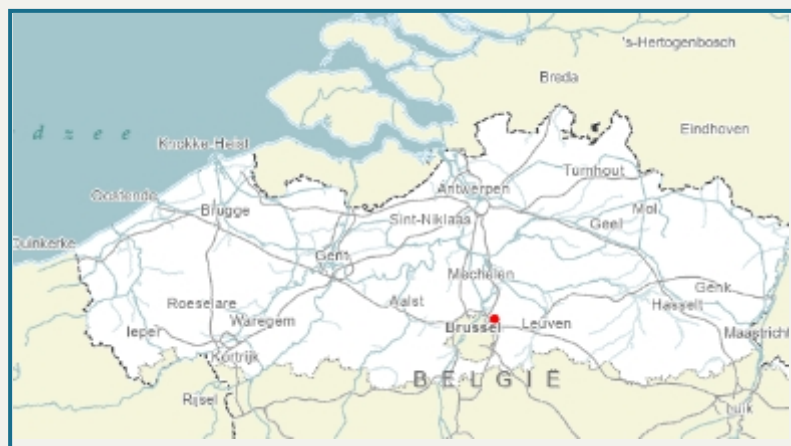 's-Hertogenbosch
Breda
dzee
Eindhoven
Knokke-Heist
Turnhout
Oostende
Antwerpen
Mol
Brugge
Sint-Niklaas
Geel
Duinkerke
Gent
Mechelen
Genk
Roeselare
Aalst
Hasselt
Waregem
Brussel
Leuven
Ieper
Maastricht
Kortrijk
BELGIË
Rijsel
Luik